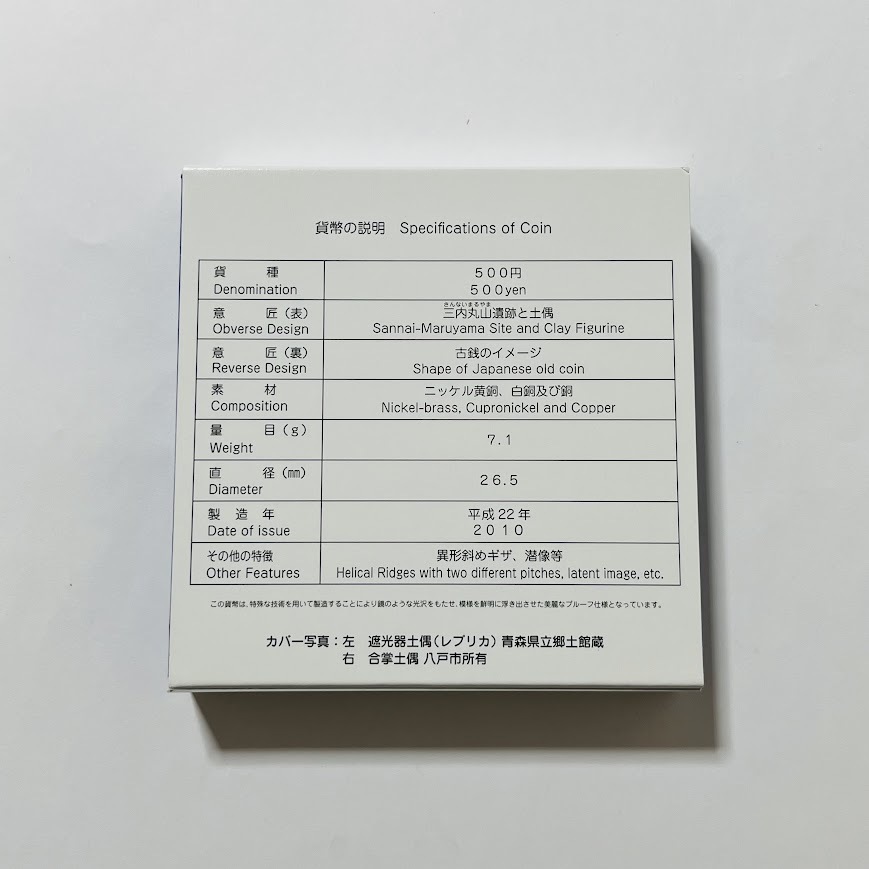 貨幣の説明 Specifications of Coin
貨 種
Denomination
500円
500yen
意 匠(表)
Obverse Design
さんないまるやま
三内丸山遺跡と土偶
Sannai-Maruyama Site and Clay Figurine
意 匠(裏)
Reverse Design
古銭のイメージ
Shape of Japanese old coin
素 材
Composition
ニッケル黄銅、白銅及び銅
Nickel-brass, Cupronickel and Copper
量 目(g)
Weight
7.1
直 径(㎜)
Diameter
26.5
製 造 年
Date of issue
平成22年
2010
その他の特徴
Other Features
異形斜めギザ、潜像等
Helical Ridges with two different pitches, latent image, etc.
この貨幣は、特殊な技術を用いて製造することにより鏡のような光沢をもたせ、模様を鮮明に浮き出させた美麗なプルーフ仕様となっています。
カバー写真:左 遮光器土偶(レプリカ) 青森県立郷土館蔵
右 合掌土偶 八戸市所有